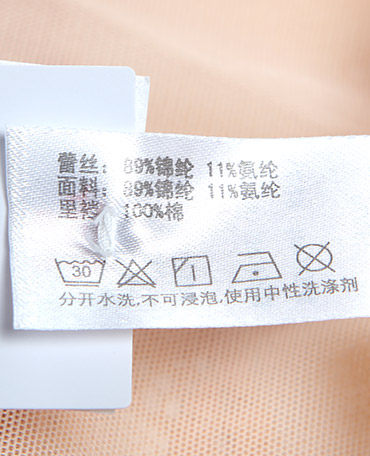 蕾丝：89%锦纶 11%氨纶
面料：89%锦纶 11%氨纶
里裆：100%棉
30
分开水洗,不可浸泡,使用中性洗涤剂